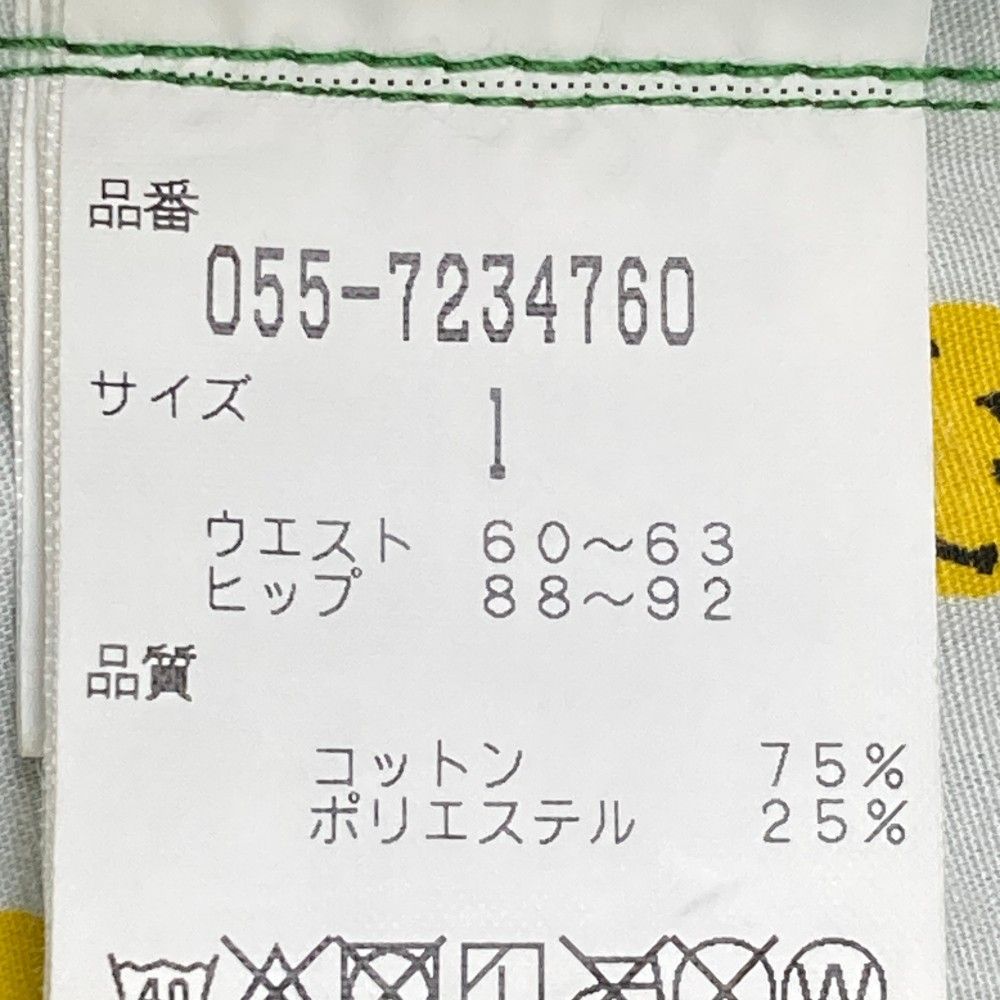 品番
055-7234760
サイズ 1
ウエスト 60～63
ヒップ 88～92
品質
コットン 75%
ポリエステル 25%
40 W